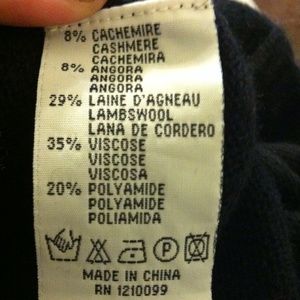 8% CACHEMIRE
CASHMERE
CACHEMIRA
8% ANGORA
ANGORA
ANGORA
29% LAINE D'AGNEAU
LAMBSWOOL
LANA DE CORDERO
35% VISCOSE
VISCOSE
VISCOSA
20% POLYAMIDE
POLYAMIDE
POLIAMIDA
P
MADE IN CHINA
RN 1210099